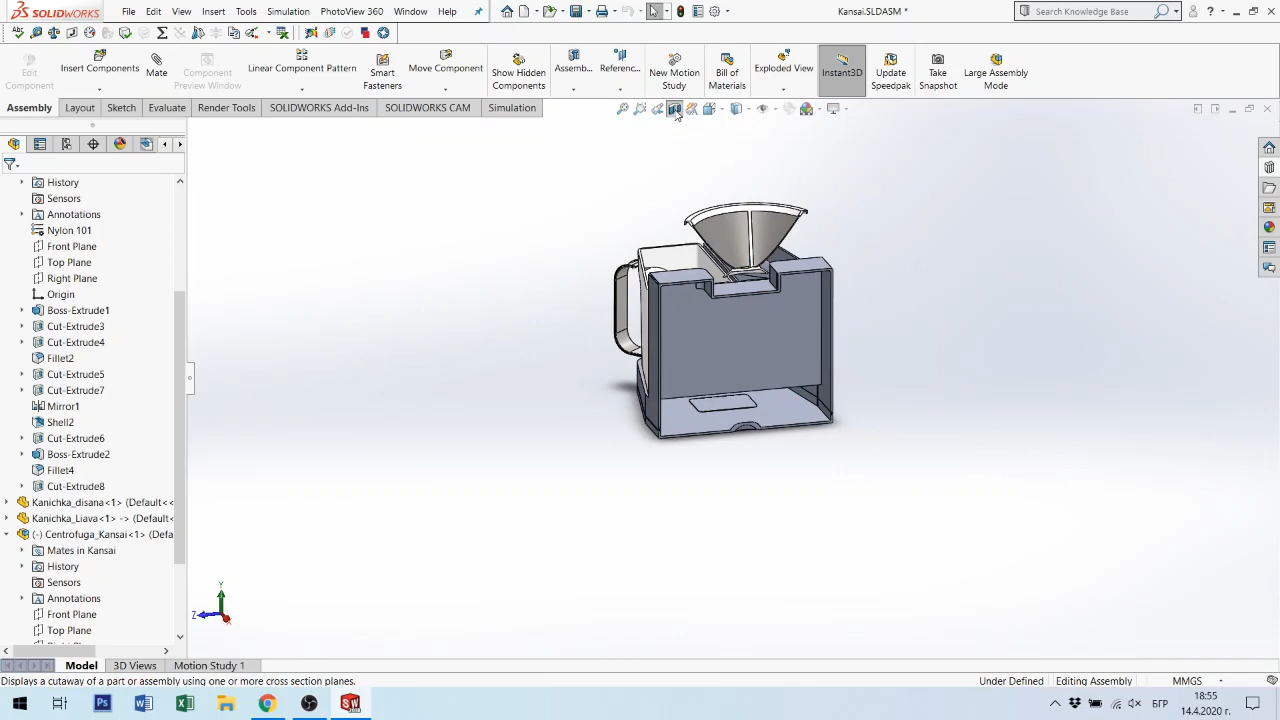 SOLIDWORKS File Edit View Insert Tools Simulation PhotoView 360 Window Help Kansai.SLDASM * Search Knowledge Base
Edit Component
Insert Components
Mate
Component Preview Window
Linear Component Pattern
Smart Fasteners
Move Component
Show Hidden Components
Assemb...
Referenc...
New Motion Study
Bill of Materials
Exploded View
Instant3D
Update Speedpak
Take Snapshot
Large Assembly Mode
Assembly Layout Sketch Evaluate Render Tools SOLIDWORKS Add-Ins SOLIDWORKS CAM Simulation
History
Sensors
Annotations
Nylon 101
Front Plane
Top Plane
Right Plane
Origin
Boss-Extrude1
Cut-Extrude3
Cut-Extrude4
Fillet2
Cut-Extrude5
Cut-Extrude7
Mirror1
Shell2
Cut-Extrude6
Boss-Extrude2
Fillet4
Cut-Extrude8
Kanichka_disana<1> (Default<<
Kanichka_Liava<1> -> (Default<
(-) Centrofuga_Kansai<1> (Defa
Mates in Kansai
History
Sensors
Annotations
Front Plane
Top Plane
Y
Z
X
Model 3D Views Motion Study 1
Displays a cutaway of a part or assembly using one or more cross section planes. Under Defined Editing Assembly MMGS
БГР 18:55
14.4.2020 г.